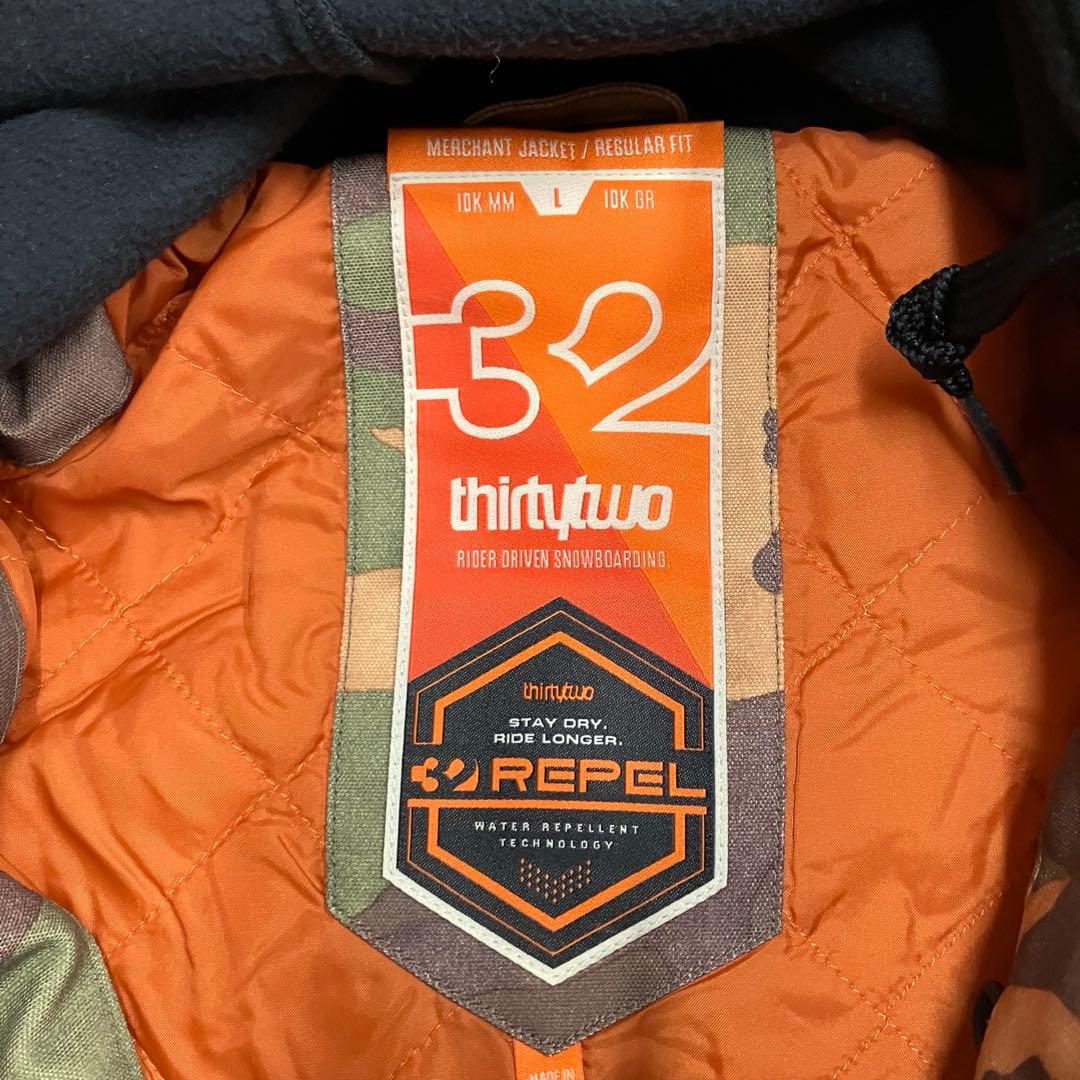 MERCHANT JACKET / REGULAR FIT
10K MM L 10K GR
32
thirtytwo
RIDER DRIVEN SNOWBOARDING.
thirtytwo
STAY DRY.
RIDE LONGER.
32 REPEL
WATER REPELLENT
TECHNOLOGY
MADE IN